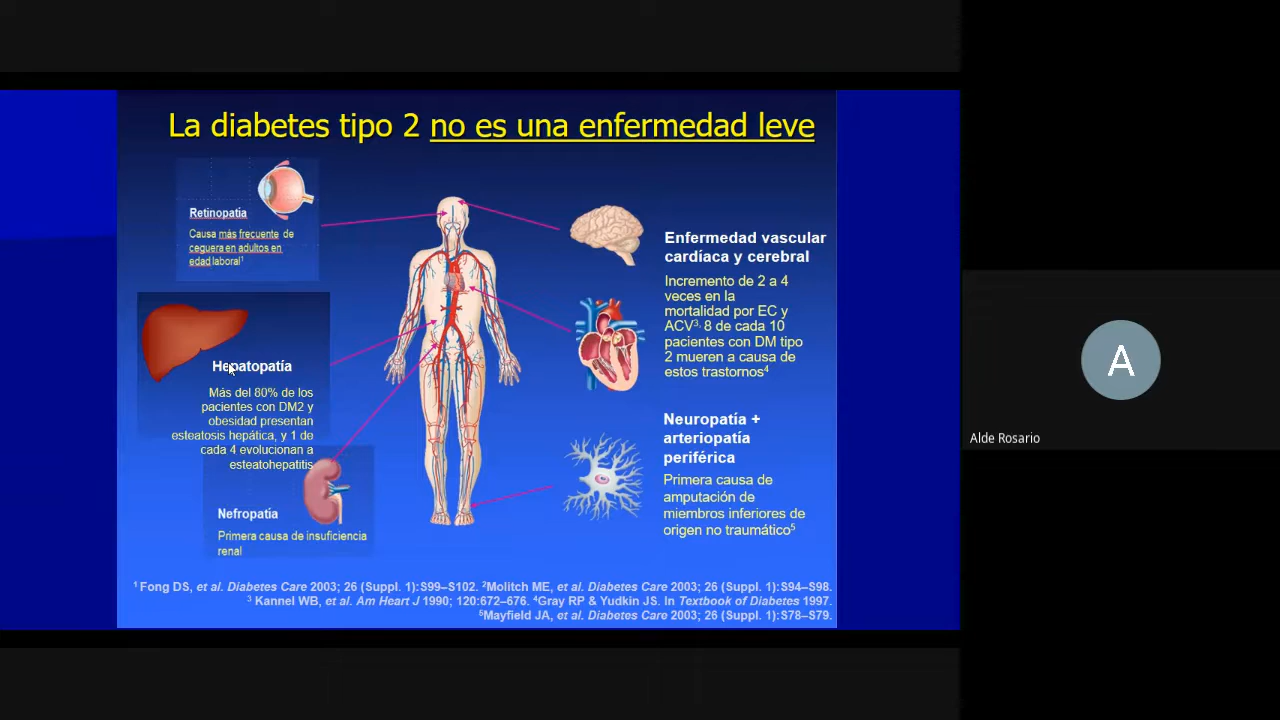 La diabetes tipo 2 no es una enfermedad leve
Retinopatía
Causa más frecuente de
ceguera en adultos en
edad laboral¹
Hepatopatía
Más del 80% de los
pacientes con DM2 y
obesidad presentan
esteatosis hepática, y 1 de
cada 4 evolucionan a
esteatohepatitis
Nefropatía
Primera causa de insuficiencia
renal
Enfermedad vascular
cardíaca y cerebral
Incremento de 2 a 4
veces en la
mortalidad por EC y
ACV³. 8 de cada 10
pacientes con DM tipo
2 mueren a causa de
estos trastornos⁴
Neuropatía +
arteriopatía
periférica
Primera causa de
amputación de
miembros inferiores de
origen no traumático⁵
¹ Fong DS, et al. Diabetes Care 2003; 26 (Suppl. 1):S99–S102. ²Molitch ME, et al. Diabetes Care 2003; 26 (Suppl. 1):S94–S98.
³ Kannel WB, et al. Am Heart J 1990; 120:672–676. ⁴Gray RP & Yudkin JS. In Textbook of Diabetes 1997.
⁵Mayfield JA, et al. Diabetes Care 2003; 26 (Suppl. 1):S78–S79.
A
Alde Rosario